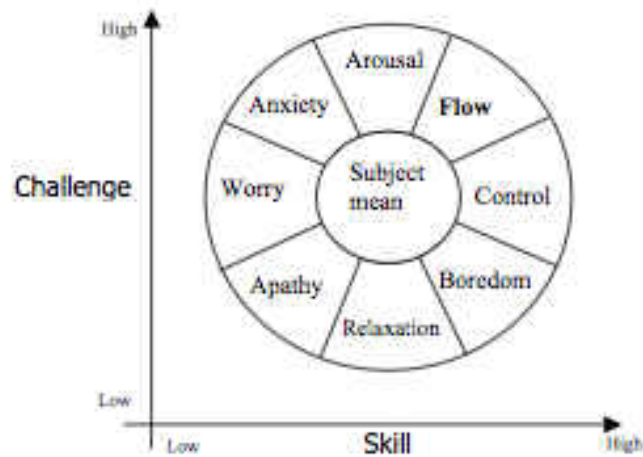 High
Arousal
Anxiety
Flow
Challenge
Worry
Subject
mean
Control
Apathy
Boredom
Relaxation
Low
Low
Skill
High